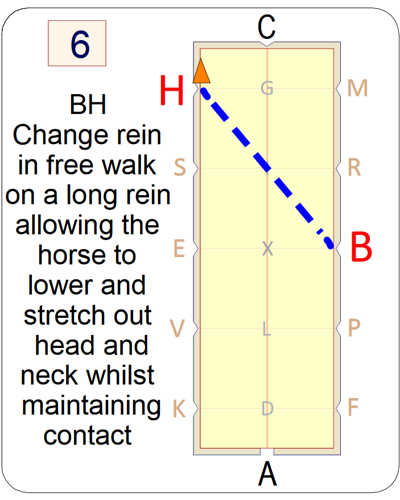 6
BH
Change rein
in free walk
on a long rein
allowing the
horse to
lower and
stretch out
head and
neck whilst
maintaining
contact
C
H G M
S R
E X B
V L P
K D F
A